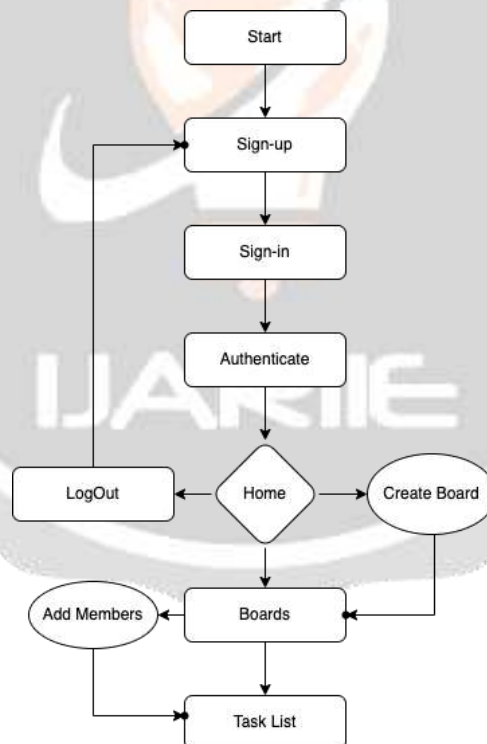 Start
Sign-up
Sign-in
Authenticate
IJARIIE
LogOut
Home
Create Board
Add Members
Boards
Task List